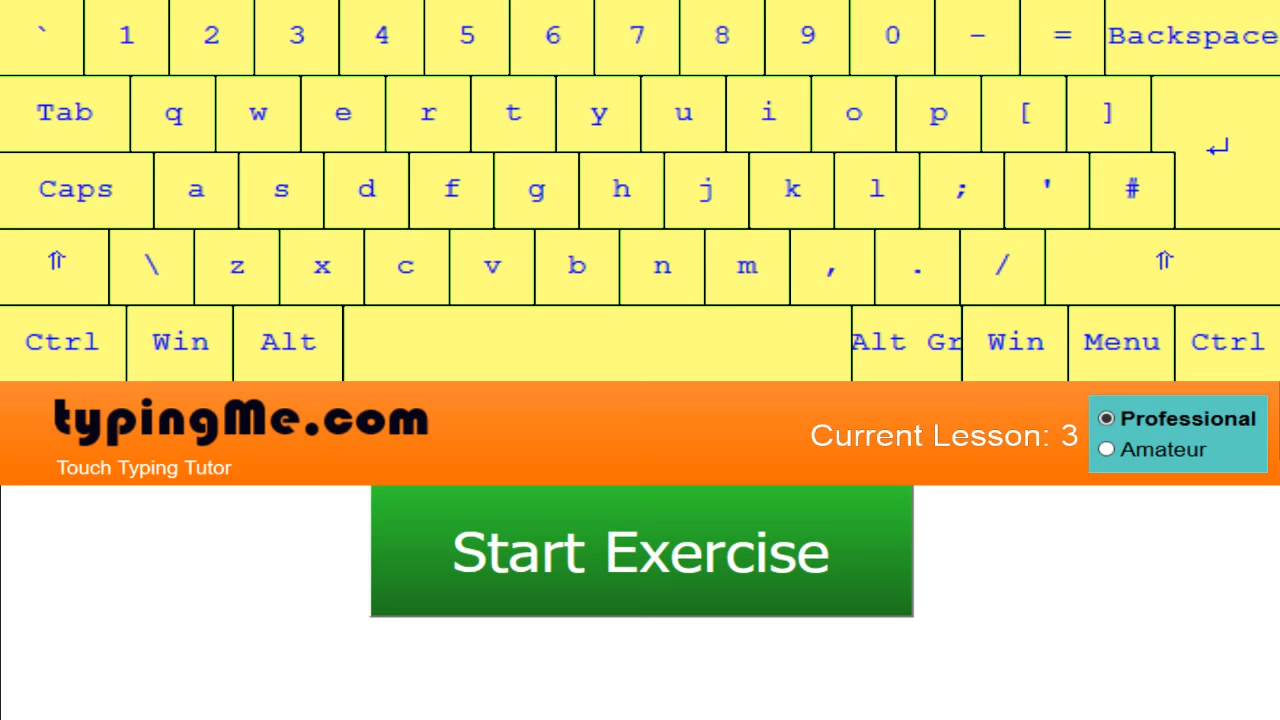 ` 1 2 3 4 5 6 7 8 9 0 - = Backspace
Tab q w e r t y u i o p [ ] ↵
Caps a s d f g h j k l ; ' #
⇑ \ z x c v b n m , . / ⇑
Ctrl Win Alt Alt Gr Win Menu Ctrl
typingMe.com
Touch Typing Tutor
Current Lesson: 3
Professional
Amateur
Start Exercise